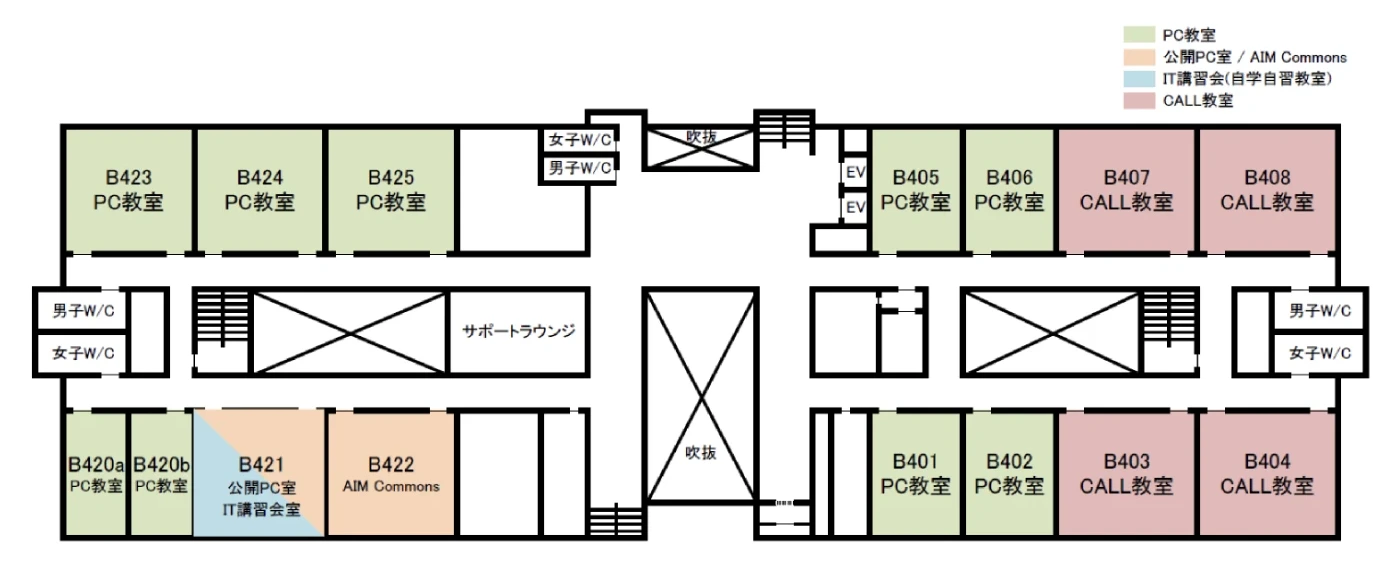 PC教室
公開PC室 / AIM Commons
IT講習会(自学自習教室)
CALL教室
女子W/C
男子W/C
吹抜
EV
EV
B423
PC教室
B424
PC教室
B425
PC教室
B405
PC教室
B406
PC教室
B407
CALL教室
B408
CALL教室
男子W/C
女子W/C
サポートラウンジ
男子W/C
女子W/C
B420a
PC教室
B420b
PC教室
B421
公開PC室
IT講習会室
B422
AIM Commons
吹抜
B401
PC教室
B402
PC教室
B403
CALL教室
B404
CALL教室